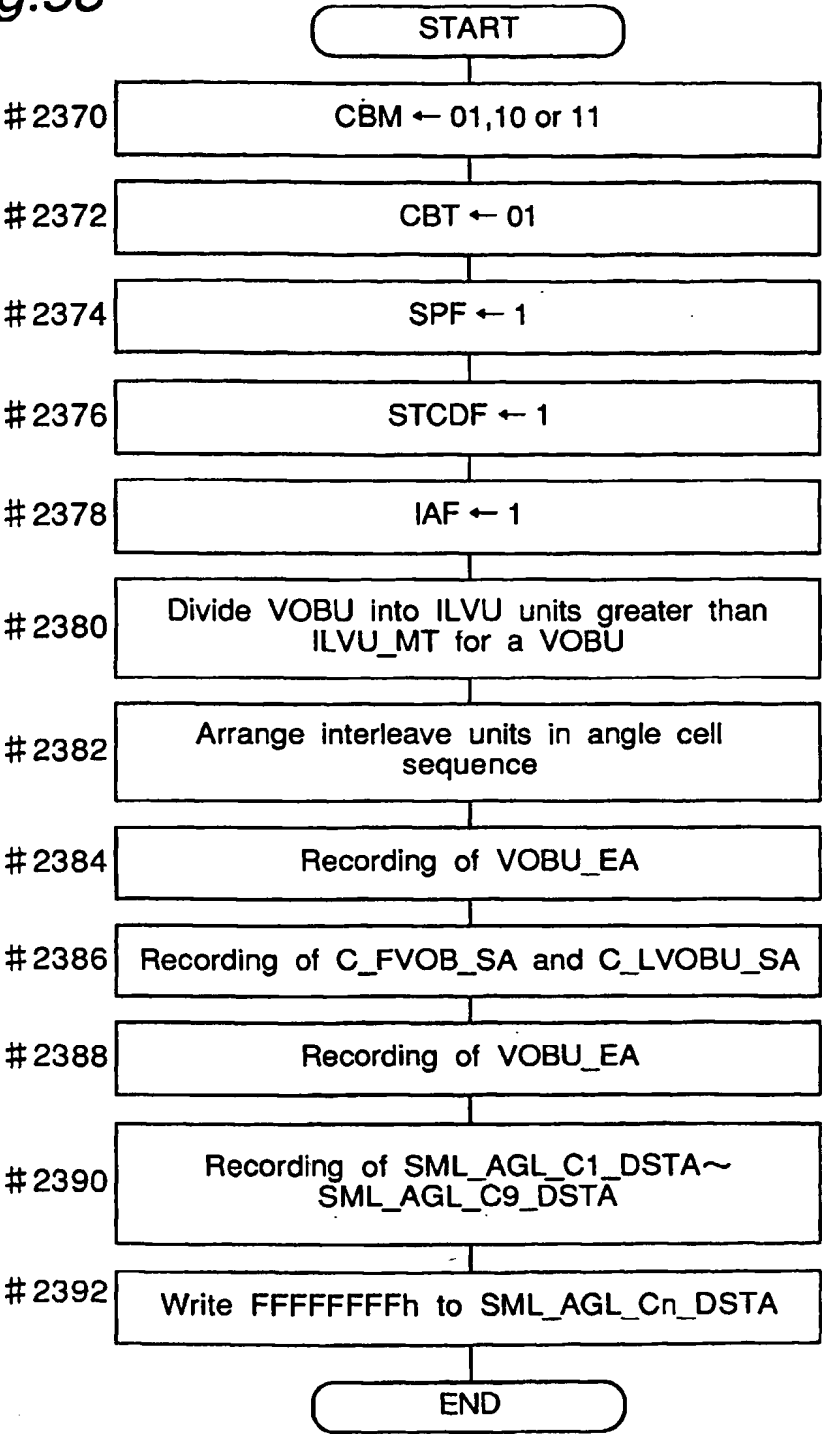 START
#2370 CBM ← 01,10 or 11
#2372 CBT ← 01
#2374 SPF ← 1
#2376 STCDF ← 1
#2378 IAF ← 1
#2380 Divide VOBU into ILVU units greater than
ILVU_MT for a VOBU
#2382 Arrange interleave units in angle cell
sequence
#2384 Recording of VOBU_EA
#2386 Recording of C_FVOB_SA and C_LVOBU_SA
#2388 Recording of VOBU_EA
#2390 Recording of SML_AGL_C1_DSTA~
SML_AGL_C9_DSTA
#2392 Write FFFFFFFFh to SML_AGL_Cn_DSTA
END